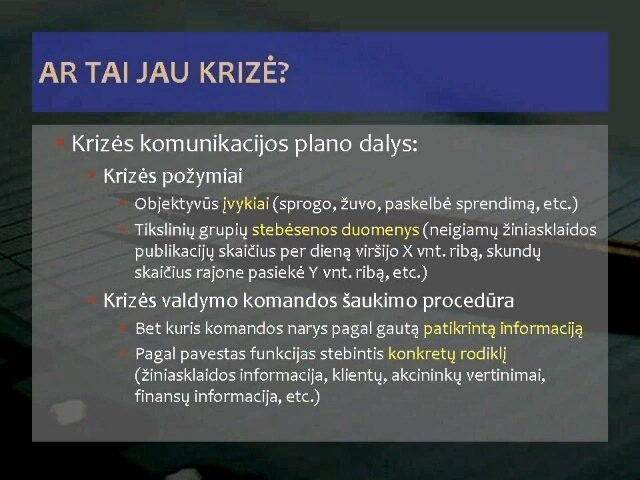 AR TAI JAU KRIZĖ?
Krizės komunikacijos plano dalys:
Krizės požymiai
Objektyvūs įvykiai (sprogo, žuvo, paskelbė sprendimą, etc.)
Tikslinių grupių stebėsenos duomenys (neigiamų žiniasklaidos
publikacijų skaičius per dieną viršijo X vnt. ribą, skundų
skaičius rajone pasiekė Y vnt. ribą, etc.)
Krizės valdymo komandos šaukimo procedūra
Bet kuris komandos narys pagal gautą patikrintą informaciją
Pagal pavestas funkcijas stebintis konkretų rodiklį
(žiniasklaidos informacija, klientų, akcininkų vertinimai,
finansų informacija, etc.)